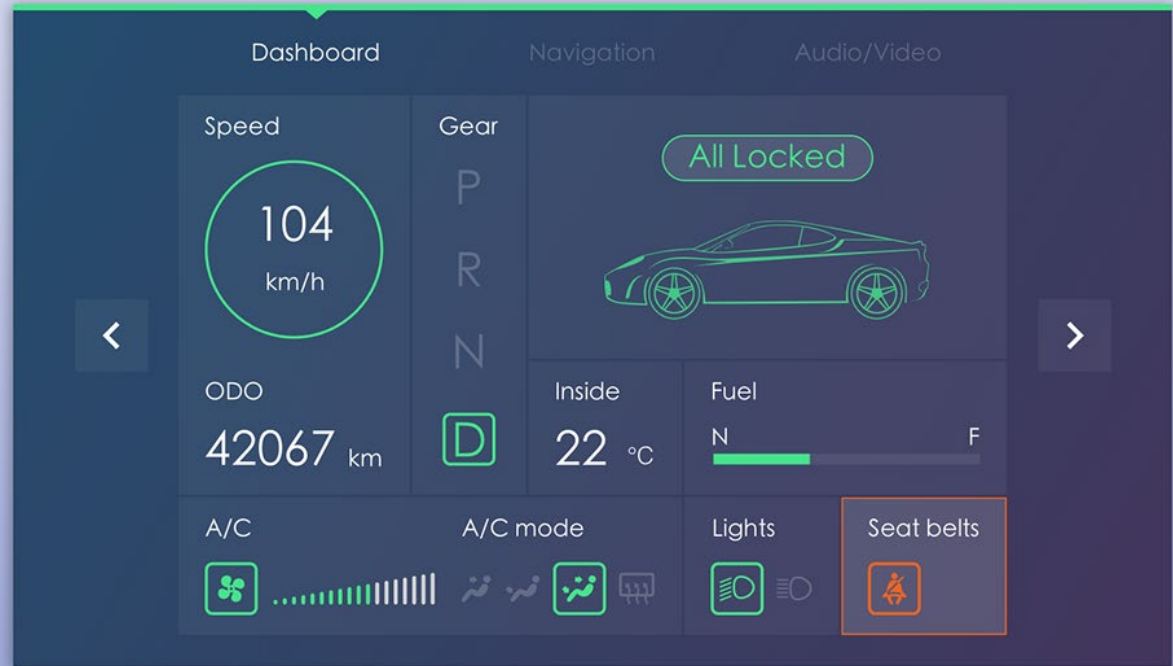 Dashboard
Navigation
Audio/Video
Speed
104
km/h
ODO
42067 km
Gear
P
R
N
D
All Locked
Inside
22 °C
Fuel
N F
A/C
A/C mode
Lights
Seat belts